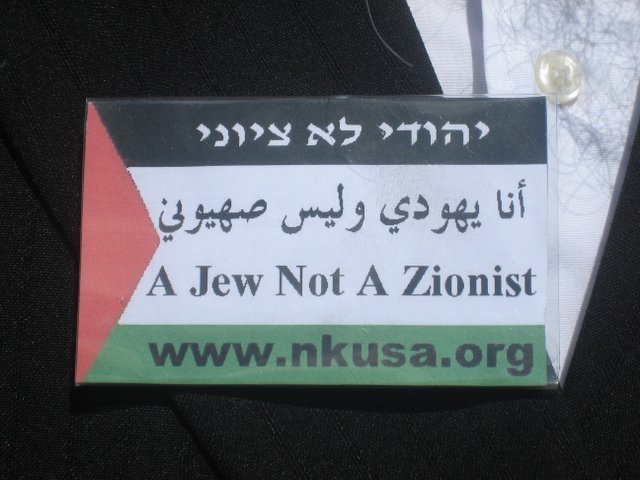 יהודי לא ציוני
أنا يهودي وليس صهيوني
A Jew Not A Zionist
www.nkusa.org